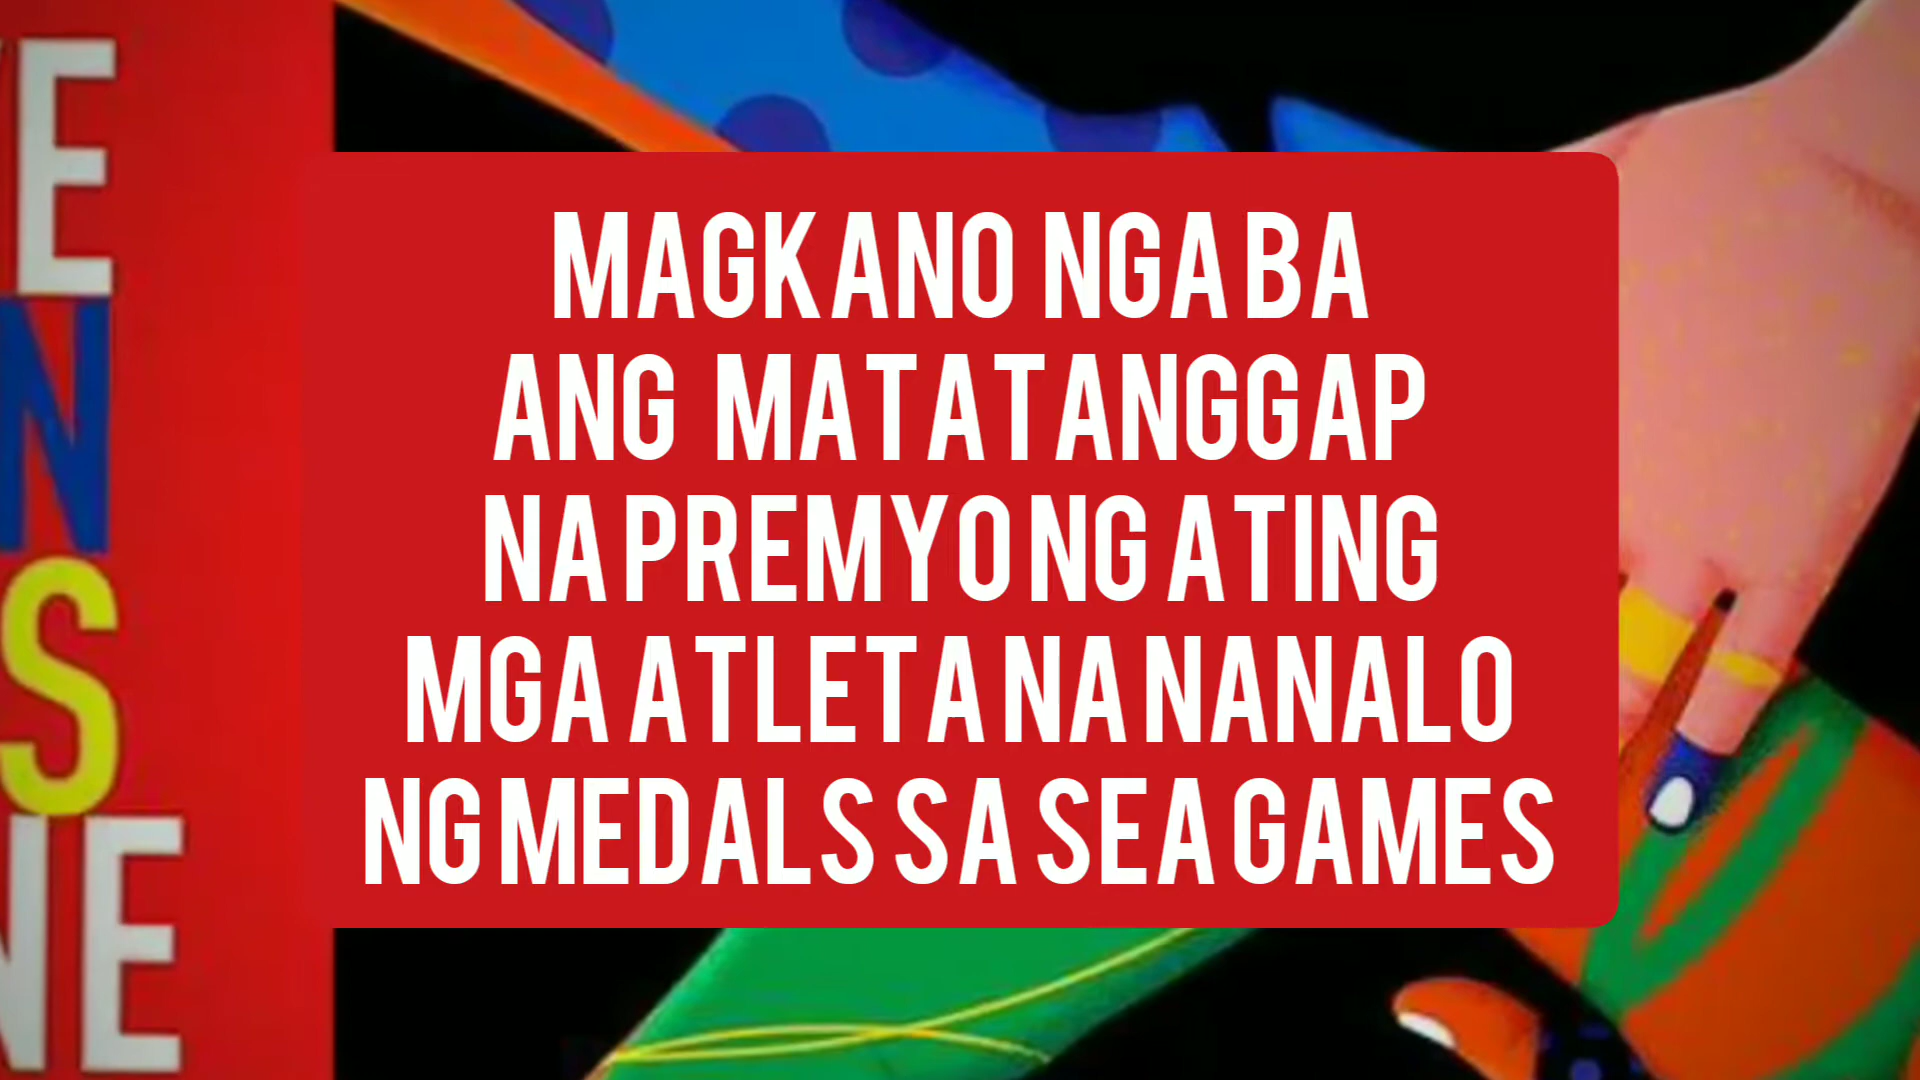 MAGKANO NGA BA
ANG MATATANGGAP
NA PREMYO NG ATING
MGA ATLETA NA NANALO
NG MEDALS SA SEA GAMES